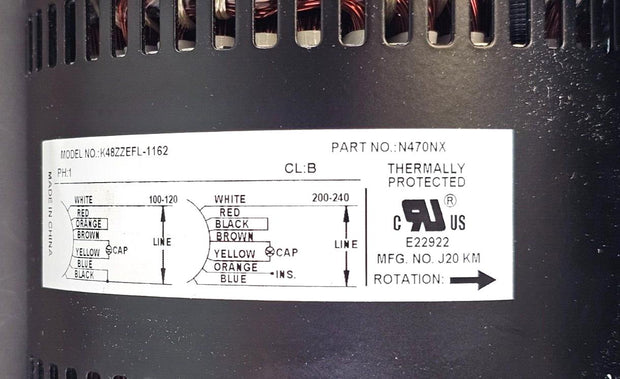 MODEL NO.:K48ZZEFL-1162 PART NO.:N470NX
PH:1 CL:B
MADE IN CHINA
WHITE 100-120
RED
ORANGE
BROWN
LINE
CAP
YELLOW
BLUE
BLACK
WHITE 200-240
RED
BLACK
BROWN
LINE
YELLOW CAP
ORANGE INS.
BLUE
THERMALLY
PROTECTED
C RU ® US
E22922
MFG. NO. J20 KM
ROTATION: